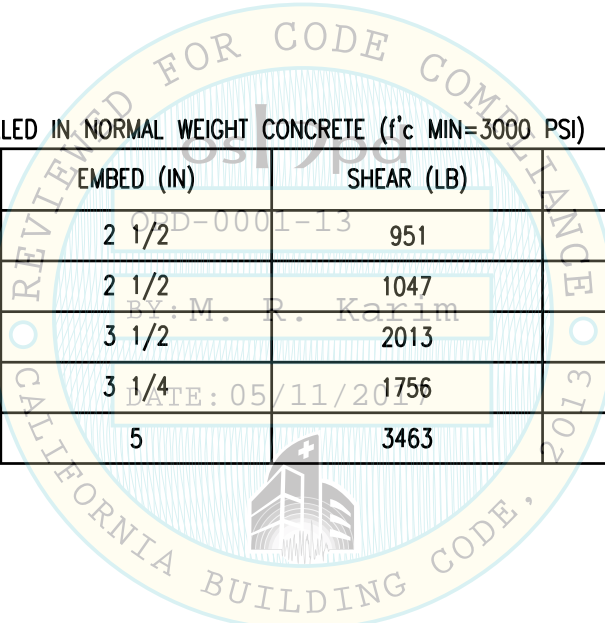 REVIEWED FOR CODE COMPLIANCE
LED IN NORMAL WEIGHT CONCRETE (f'c MIN=3000 PSI)
oshpd
EMBED (IN) SHEAR (LB)
OPD-0001-13
2 1/2 951
2 1/2 1047
BY: M. R. Karim
3 1/2 2013
3 1/4 1756
DATE: 05/11/2017
5 3463
CALIFORNIA BUILDING CODE, 2013